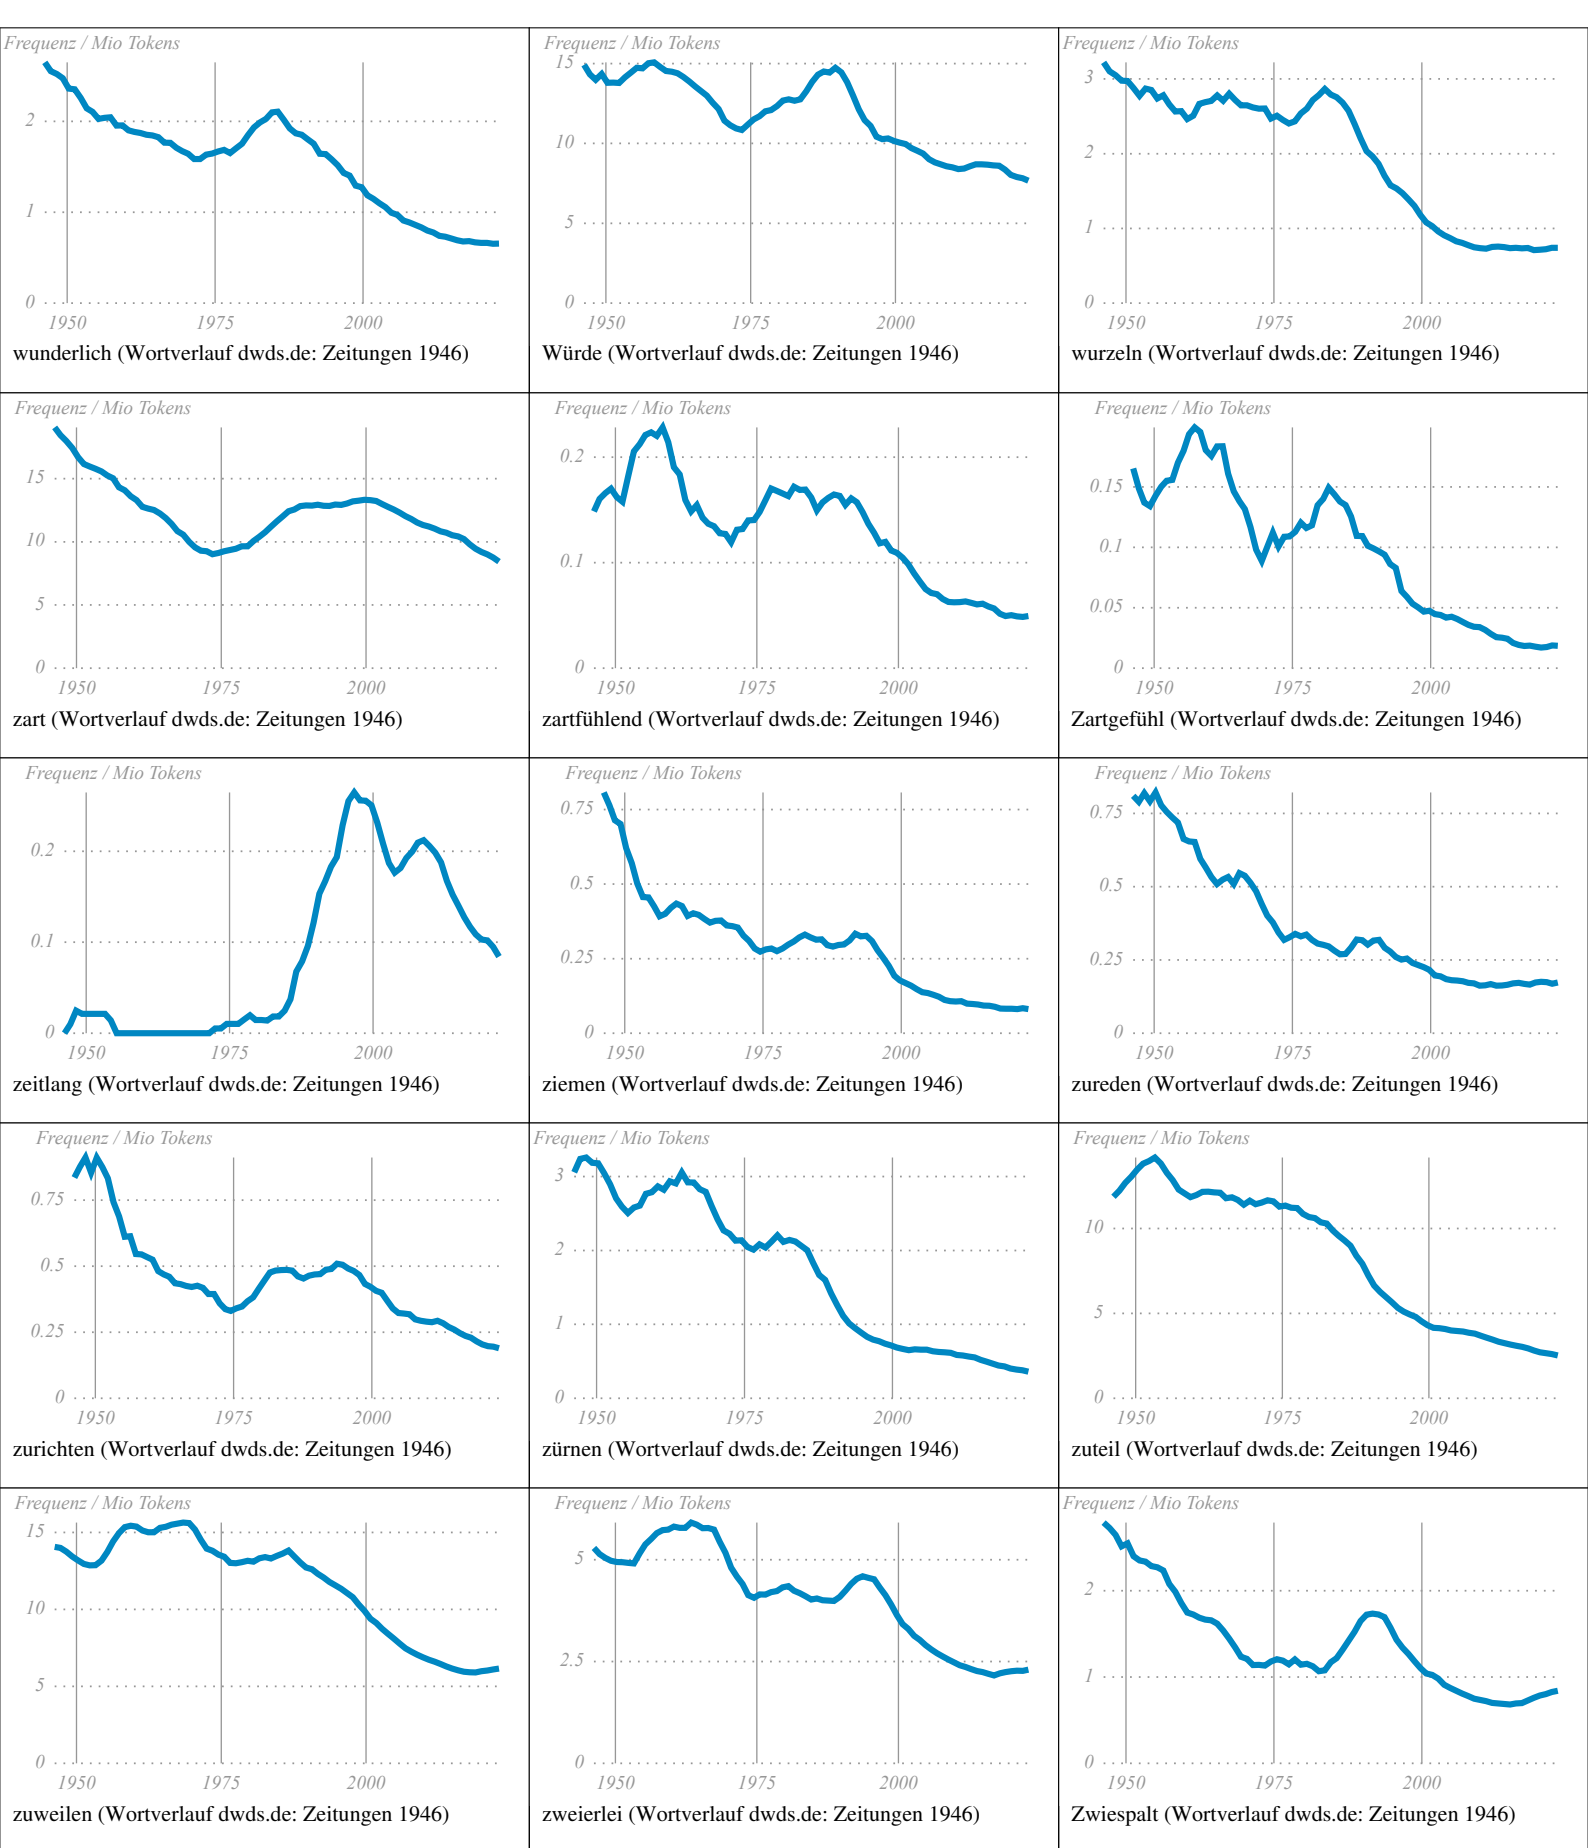 Frequenz / Mio Tokens
2
1
0
1950 1975 2000
wunderlich (Wortverlauf dwds.de: Zeitungen 1946)
Frequenz / Mio Tokens
15
10
5
0
1950 1975 2000
Würde (Wortverlauf dwds.de: Zeitungen 1946)
Frequenz / Mio Tokens
3
2
1
0
1950 1975 2000
wurzeln (Wortverlauf dwds.de: Zeitungen 1946)
Frequenz / Mio Tokens
15
10
5
0
1950 1975 2000
zart (Wortverlauf dwds.de: Zeitungen 1946)
Frequenz / Mio Tokens
0.2
0.1
0
1950 1975 2000
zartfühlend (Wortverlauf dwds.de: Zeitungen 1946)
Frequenz / Mio Tokens
0.15
0.1
0.05
0
1950 1975 2000
Zartgefühl (Wortverlauf dwds.de: Zeitungen 1946)
Frequenz / Mio Tokens
0.2
0.1
0
1950 1975 2000
zeitlang (Wortverlauf dwds.de: Zeitungen 1946)
Frequenz / Mio Tokens
0.75
0.5
0.25
0
1950 1975 2000
ziemen (Wortverlauf dwds.de: Zeitungen 1946)
Frequenz / Mio Tokens
0.75
0.5
0.25
0
1950 1975 2000
zureden (Wortverlauf dwds.de: Zeitungen 1946)
Frequenz / Mio Tokens
0.75
0.5
0.25
0
1950 1975 2000
zurichten (Wortverlauf dwds.de: Zeitungen 1946)
Frequenz / Mio Tokens
3
2
1
0
1950 1975 2000
zürnen (Wortverlauf dwds.de: Zeitungen 1946)
Frequenz / Mio Tokens
10
5
0
1950 1975 2000
zuteil (Wortverlauf dwds.de: Zeitungen 1946)
Frequenz / Mio Tokens
15
10
5
0
1950 1975 2000
zuweilen (Wortverlauf dwds.de: Zeitungen 1946)
Frequenz / Mio Tokens
5
2.5
0
1950 1975 2000
zweierlei (Wortverlauf dwds.de: Zeitungen 1946)
Frequenz / Mio Tokens
2
1
0
1950 1975 2000
Zwiespalt (Wortverlauf dwds.de: Zeitungen 1946)